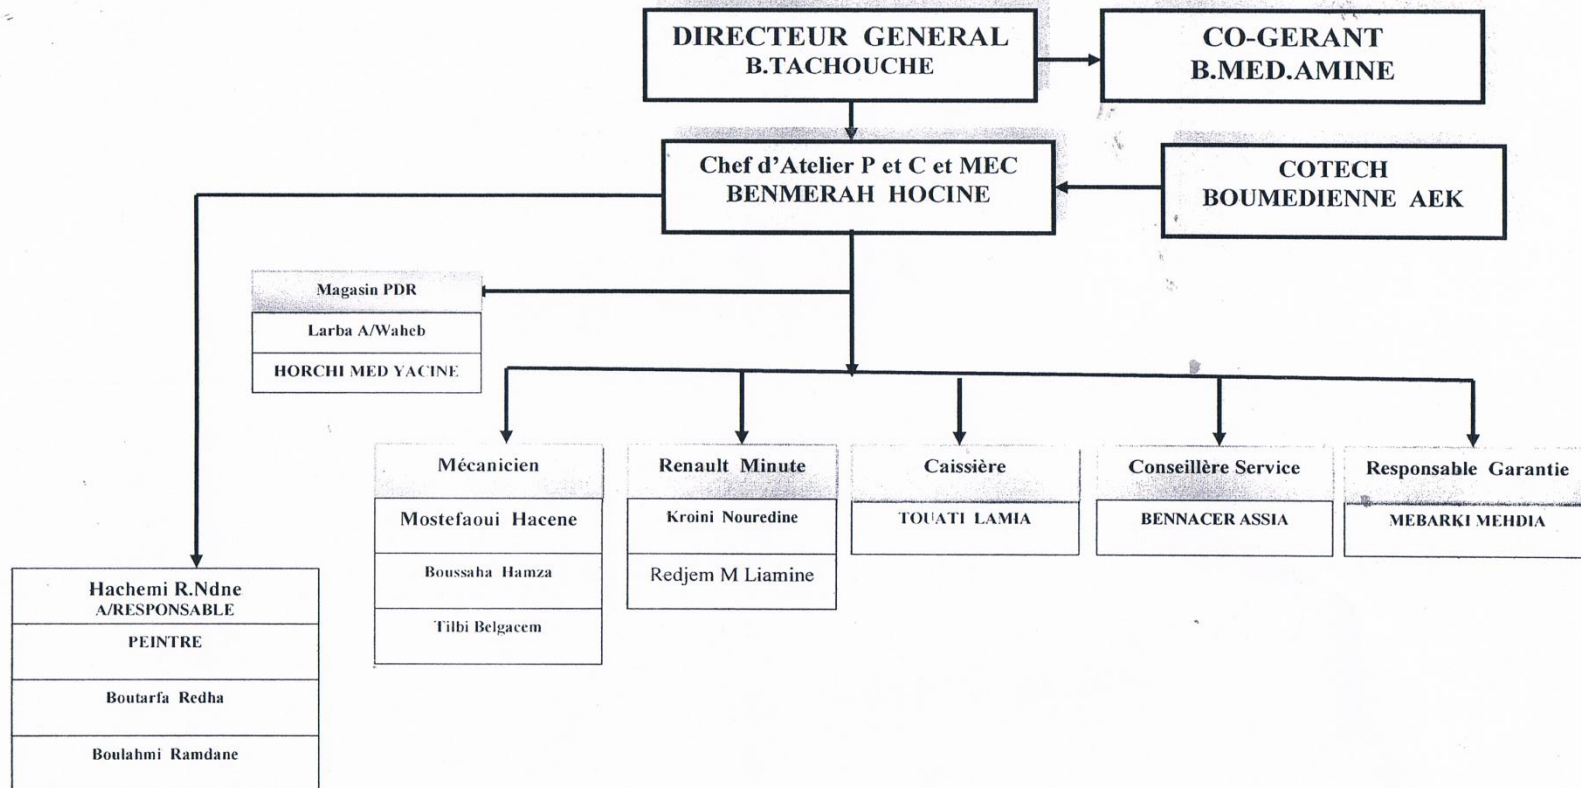 DIRECTEUR GENERAL
B.TACHOUCHE
CO-GERANT
B.MED.AMINE
Chef d'Atelier P et C et MEC
BENMERAH HOCINE
COTECH
BOUMEDIENNE AEK
Magasin PDR
Larba A/Waheb
HORCHI MED YACINE
Mécanicien
Mostefaoui Hacene
Boussaha Hamza
Tilbi Belgacem
Renault Minute
Kroini Nouredine
Redjem M Liamine
Caissière
TOUATI LAMIA
Conseillère Service
BENNACER ASSIA
Responsable Garantie
MEBARKI MEHDIA
Hachemi R.Ndne
A/RESPONSABLE
PEINTRE
Boutarfa Redha
Boulahmi Ramdane